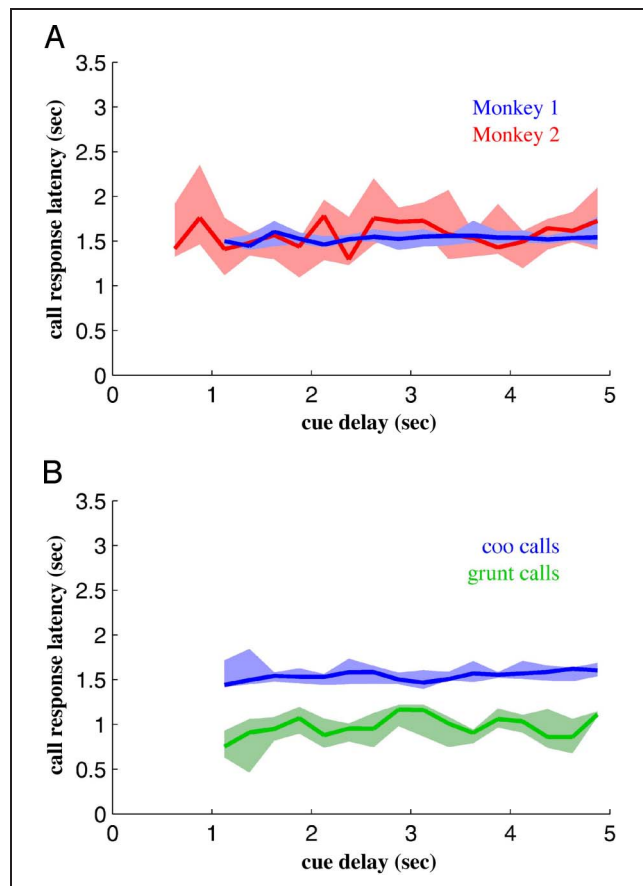 A
3.5
3
2.5
2
1.5
1
0.5
0
call response latency (sec)
Monkey 1
Monkey 2
0 1 2 3 4 5
cue delay (sec)
B
3.5
3
2.5
2
1.5
1
0.5
0
call response latency (sec)
coo calls
grunt calls
0 1 2 3 4 5
cue delay (sec)